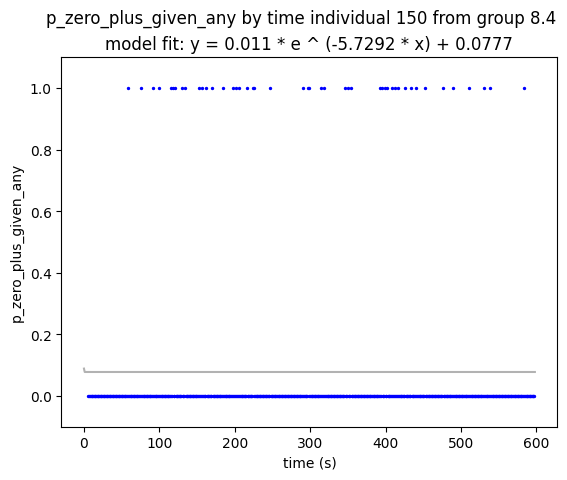 p_zero_plus_given_any by time individual 150 from group 8.4
model fit: y = 0.011 * e ^ (-5.7292 * x) + 0.0777
p_zero_plus_given_any
1.0
0.8
0.6
0.4
0.2
0.0
0 100 200 300 400 500 600
time (s)